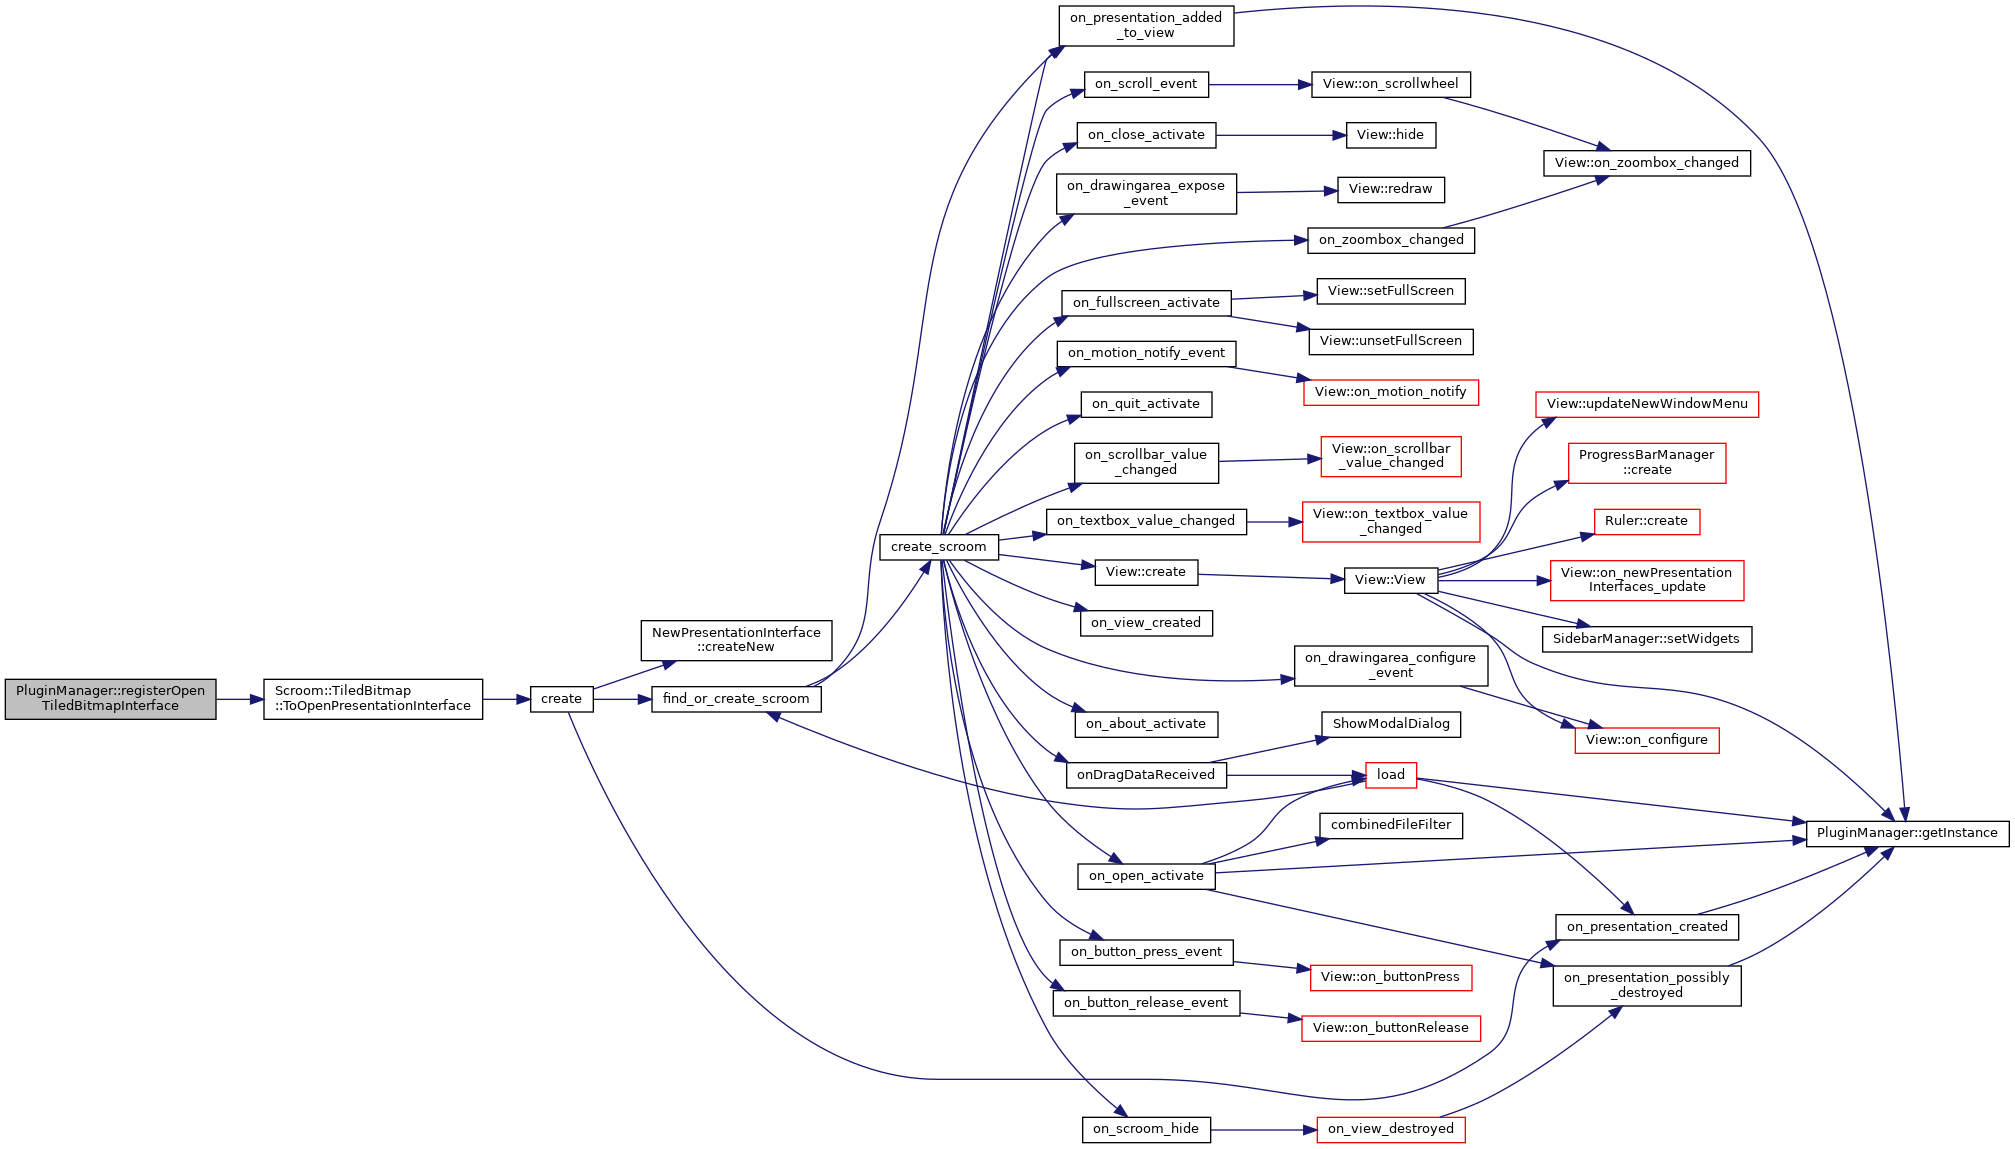 PluginManager::registerOpen
TiledBitmapInterface
Scroom::TiledBitmap
::ToOpenPresentationInterface
create
NewPresentationInterface
::createNew
find_or_create_scroom
create_scroom
on_presentation_added
_to_view
on_scroll_event
on_close_activate
on_drawingarea_expose
_event
on_fullscreen_activate
on_motion_notify_event
on_quit_activate
on_scrollbar_value
_changed
on_textbox_value_changed
View::create
on_view_created
on_about_activate
onDragDataReceived
on_open_activate
on_button_press_event
on_button_release_event
on_scroom_hide
View::on_scrollwheel
View::hide
View::redraw
on_zoombox_changed
View::setFullScreen
View::unsetFullScreen
View::on_motion_notify
View::on_scrollbar
_value_changed
View::on_textbox_value
_changed
View::View
on_drawingarea_configure
_event
ShowModalDialog
load
combinedFileFilter
View::on_buttonPress
View::on_buttonRelease
on_view_destroyed
View::on_zoombox_changed
View::updateNewWindowMenu
ProgressBarManager
::create
Ruler::create
View::on_newPresentation
Interfaces_update
SidebarManager::setWidgets
View::on_configure
on_presentation_created
on_presentation_possibly
_destroyed
PluginManager::getInstance